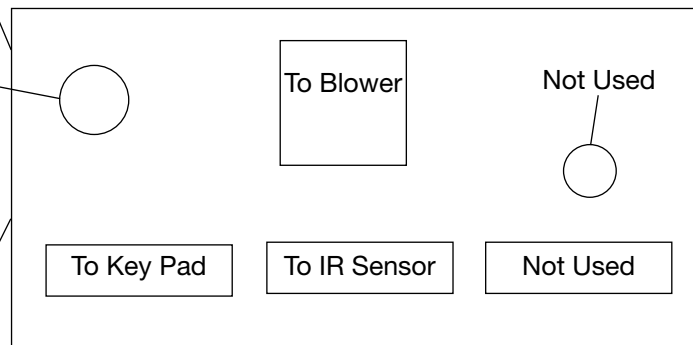 To Blower
Not Used
To Key Pad
To IR Sensor
Not Used